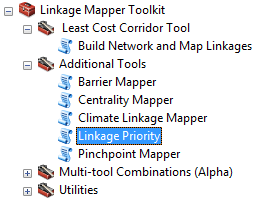 Linkage Mapper Toolkit
Least Cost Corridor Tool
Build Network and Map Linkages
Additional Tools
Barrier Mapper
Centrality Mapper
Climate Linkage Mapper
Linkage Priority
Pinchpoint Mapper
Multi-tool Combinations (Alpha)
Utilities